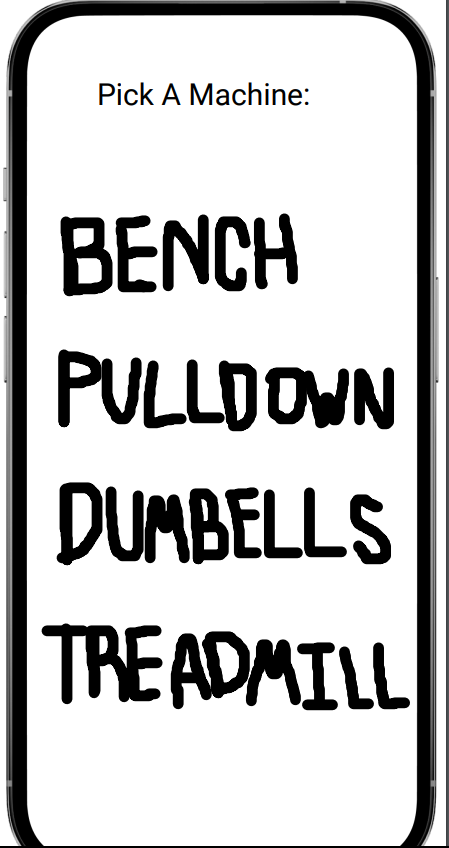 Pick A Machine:
BENCH
PULLDOWN
DUMBELLS
TREADMILL